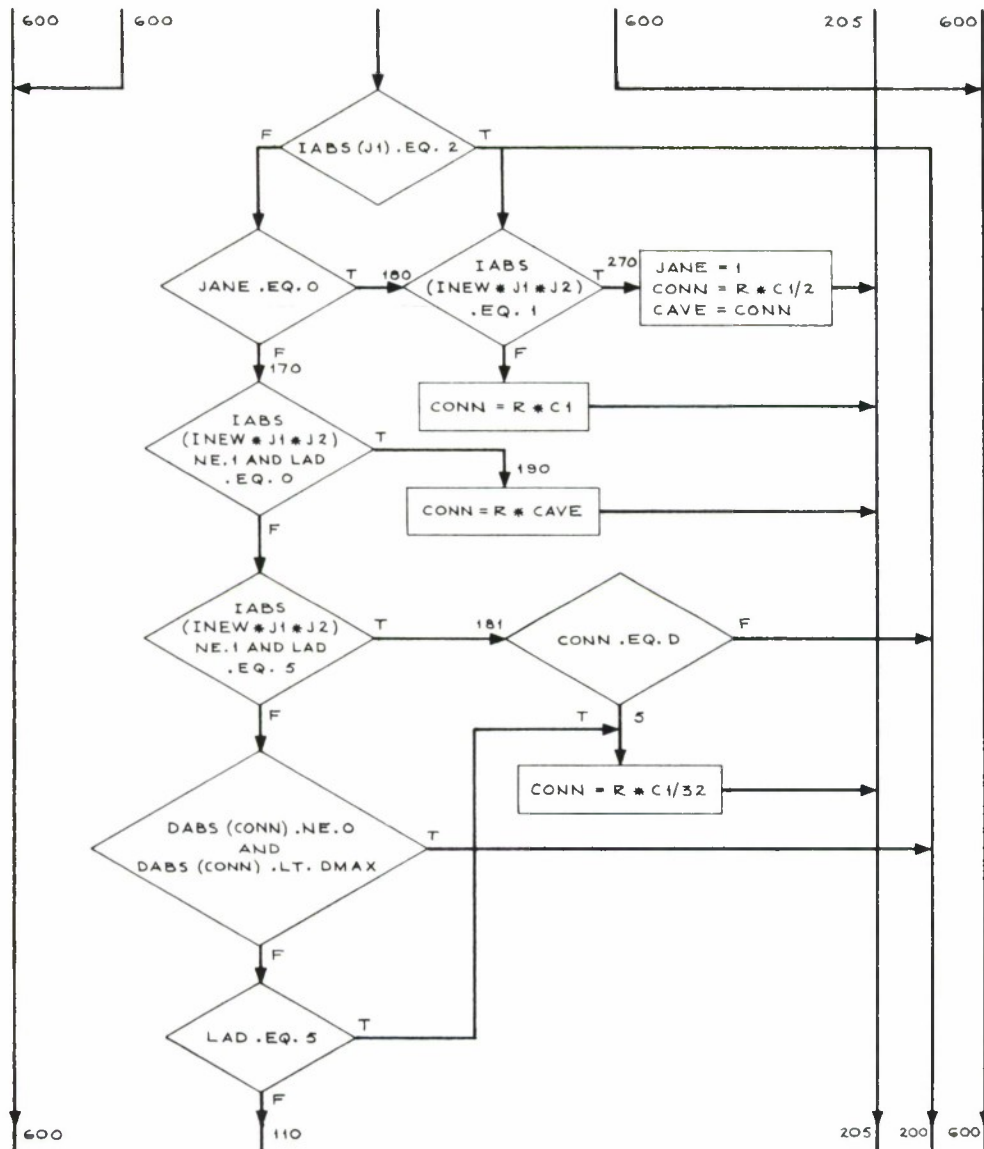 600 600 600 205 600
F IABS (J1) .EQ. 2 T
JANE .EQ. 0 T 180
IABS
(INEW * J1 * J2)
.EQ. 1
T 270
JANE = 1
CONN = R * C1/2
CAVE = CONN
F
170
F
CONN = R * C1
IABS
(INEW * J1 * J2)
NE.1 AND LAD
.EQ. 0
T
190
CONN = R * CAVE
F
IABS
(INEW * J1 * J2)
NE.1 AND LAD
.EQ. 5
T 181
CONN .EQ. D F
F
T 5
CONN = R * C1/32
DABS (CONN) .NE. 0
AND
DABS (CONN) .LT. DMAX
T
F
LAD .EQ. 5 T
F
600 110 205 200 600